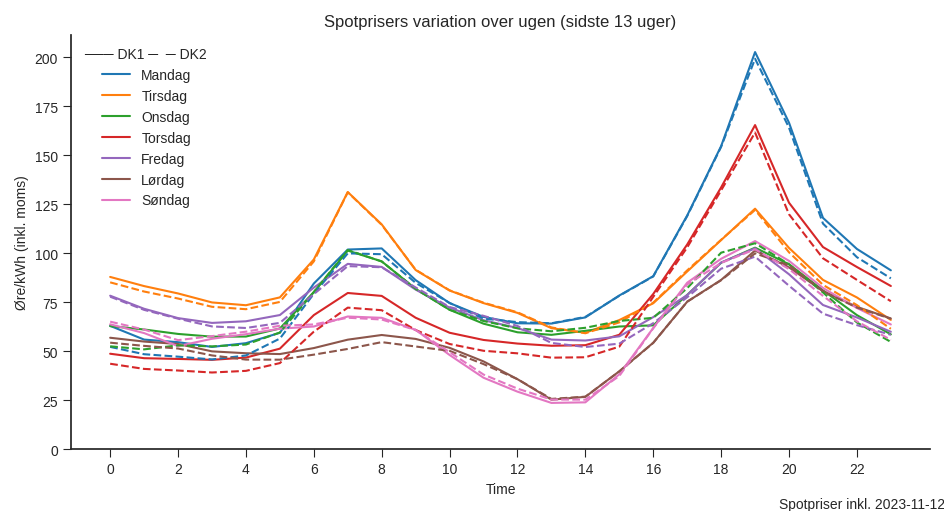 Spotprisers variation over ugen (sidste 13 uger)
DK1 DK2
Mandag
Tirsdag
Onsdag
Torsdag
Fredag
Lørdag
Søndag
Øre/kWh (inkl. moms)
200
175
150
125
100
75
50
25
0
0 2 4 6 8 10 12 14 16 18 20 22
Time
Spotpriser inkl. 2023-11-12